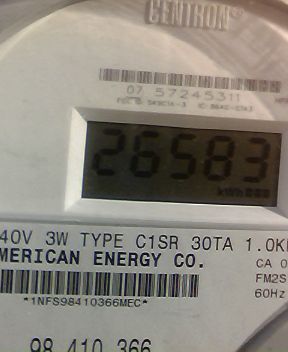 CENTRON®
07 57245311
26583
kWh
40V 3W TYPE C1SR 30TA 1.0K
MERICAN ENERGY CO.
CA 0
FM2S
60Hz
*1NFS98410366MEC*
98 410 366